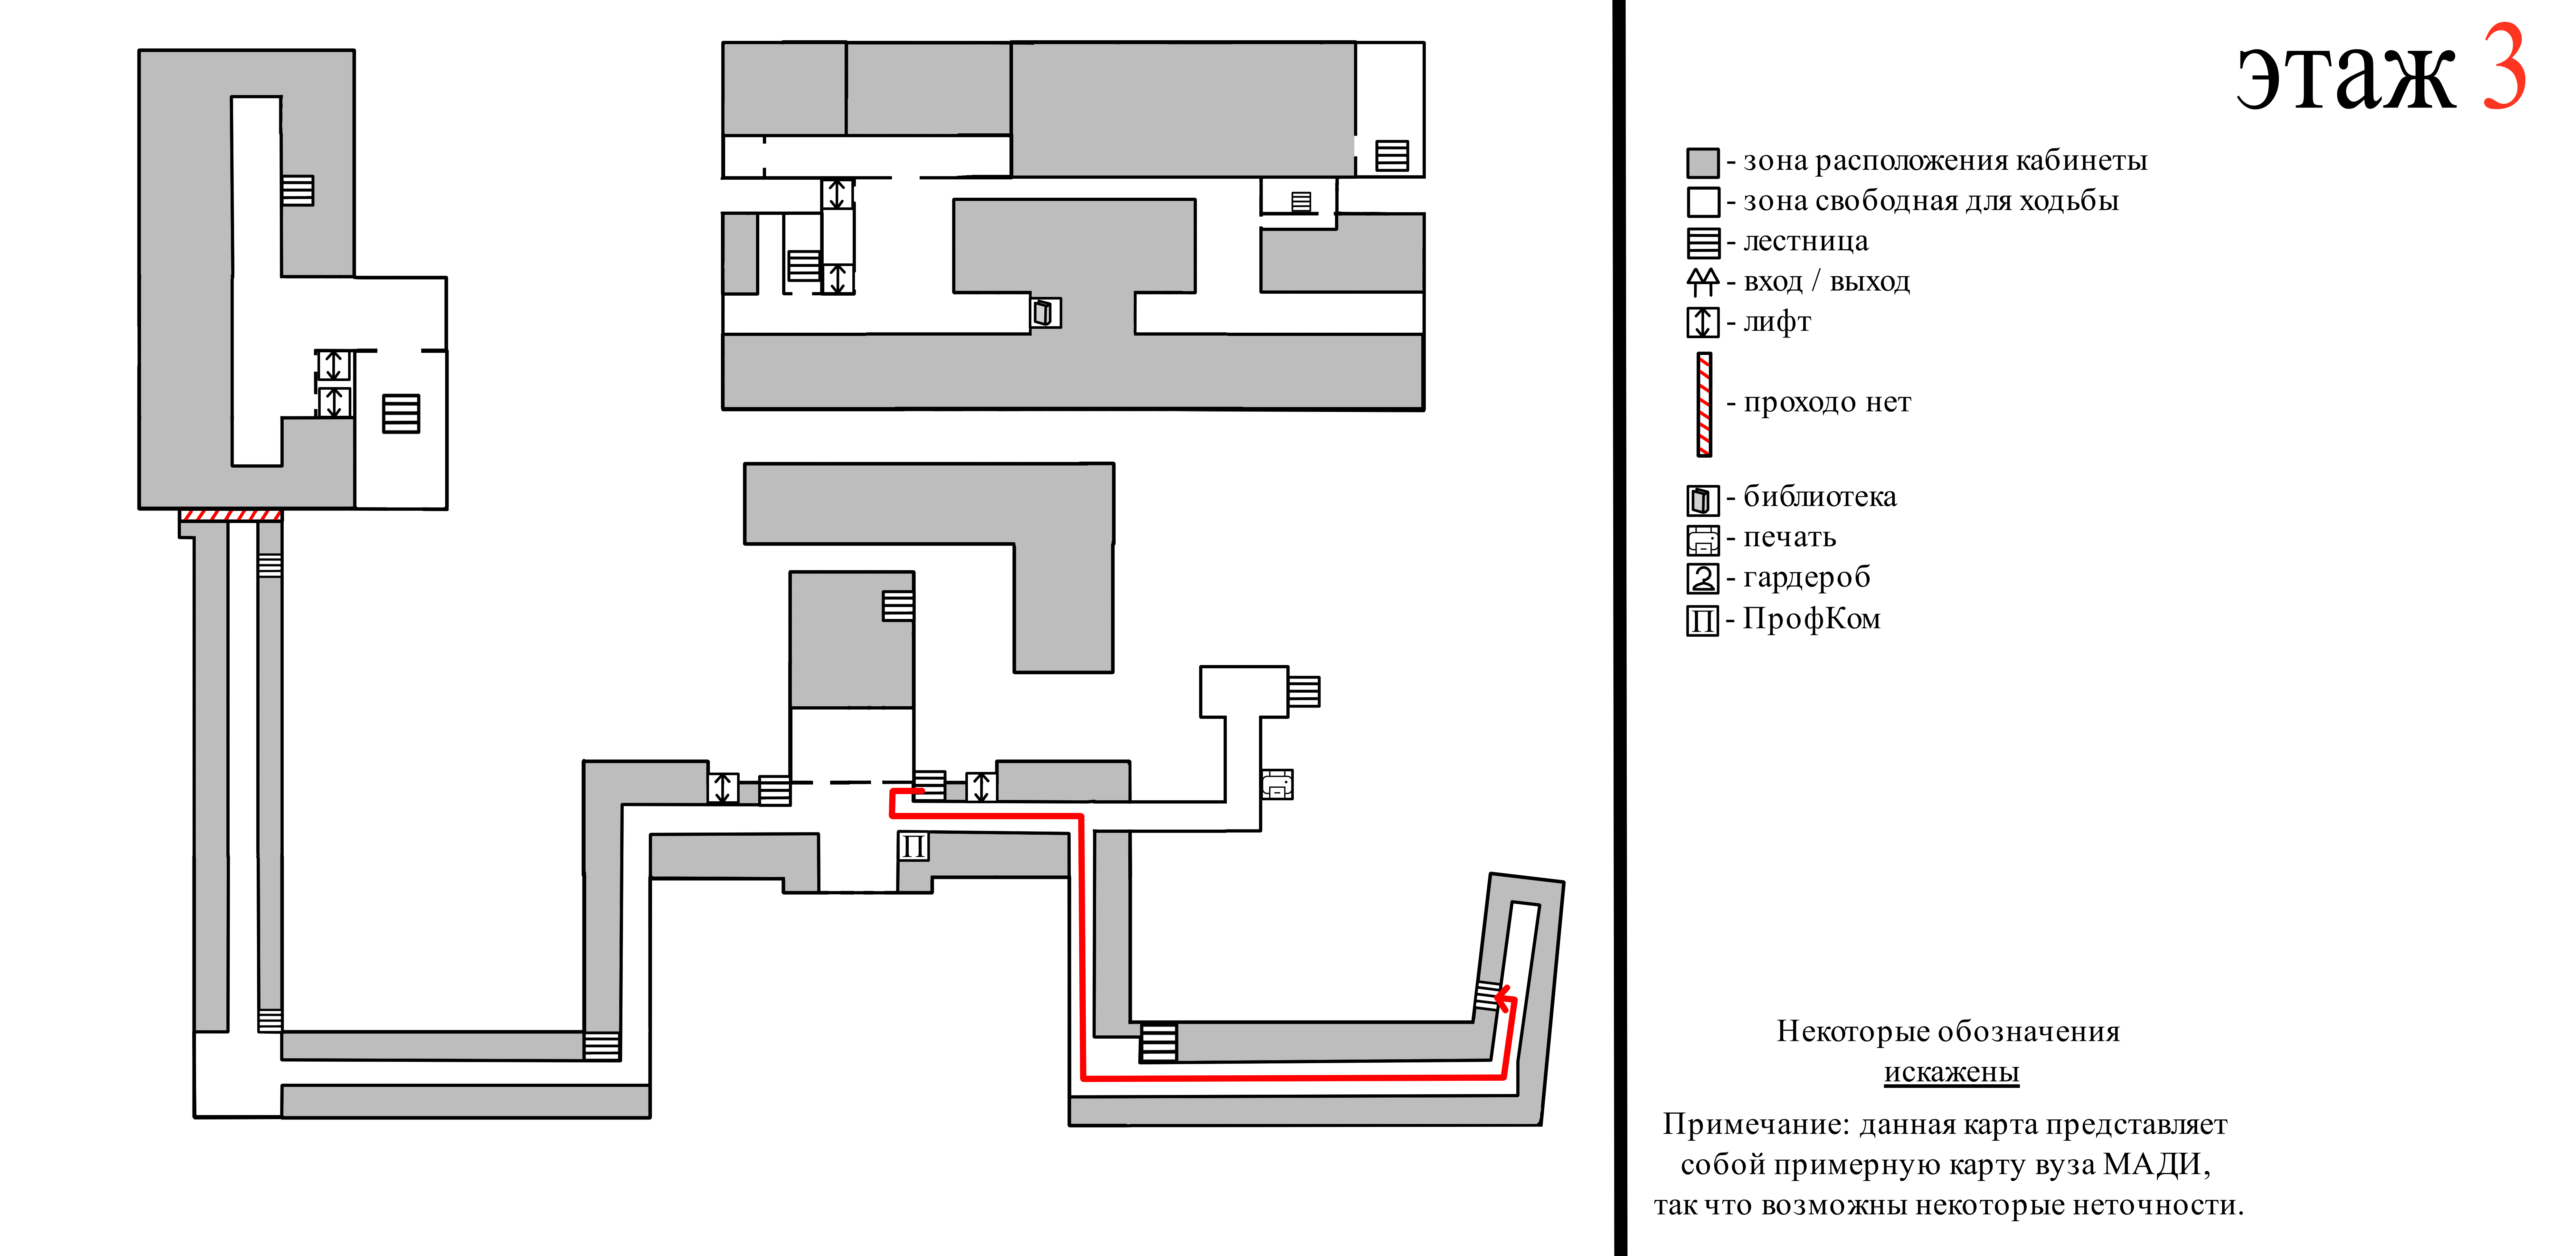 этаж 3
- зона расположения кабинеты
- зона свободная для ходьбы
- лестница
- вход / выход
- лифт
- проходо нет
- библиотека
- печать
- гардероб
П - ПрофКом
П
Некоторые обозначения
искажены
Примечание: данная карта представляет
собой примерную карту вуза МАДИ,
так что возможны некоторые неточности.